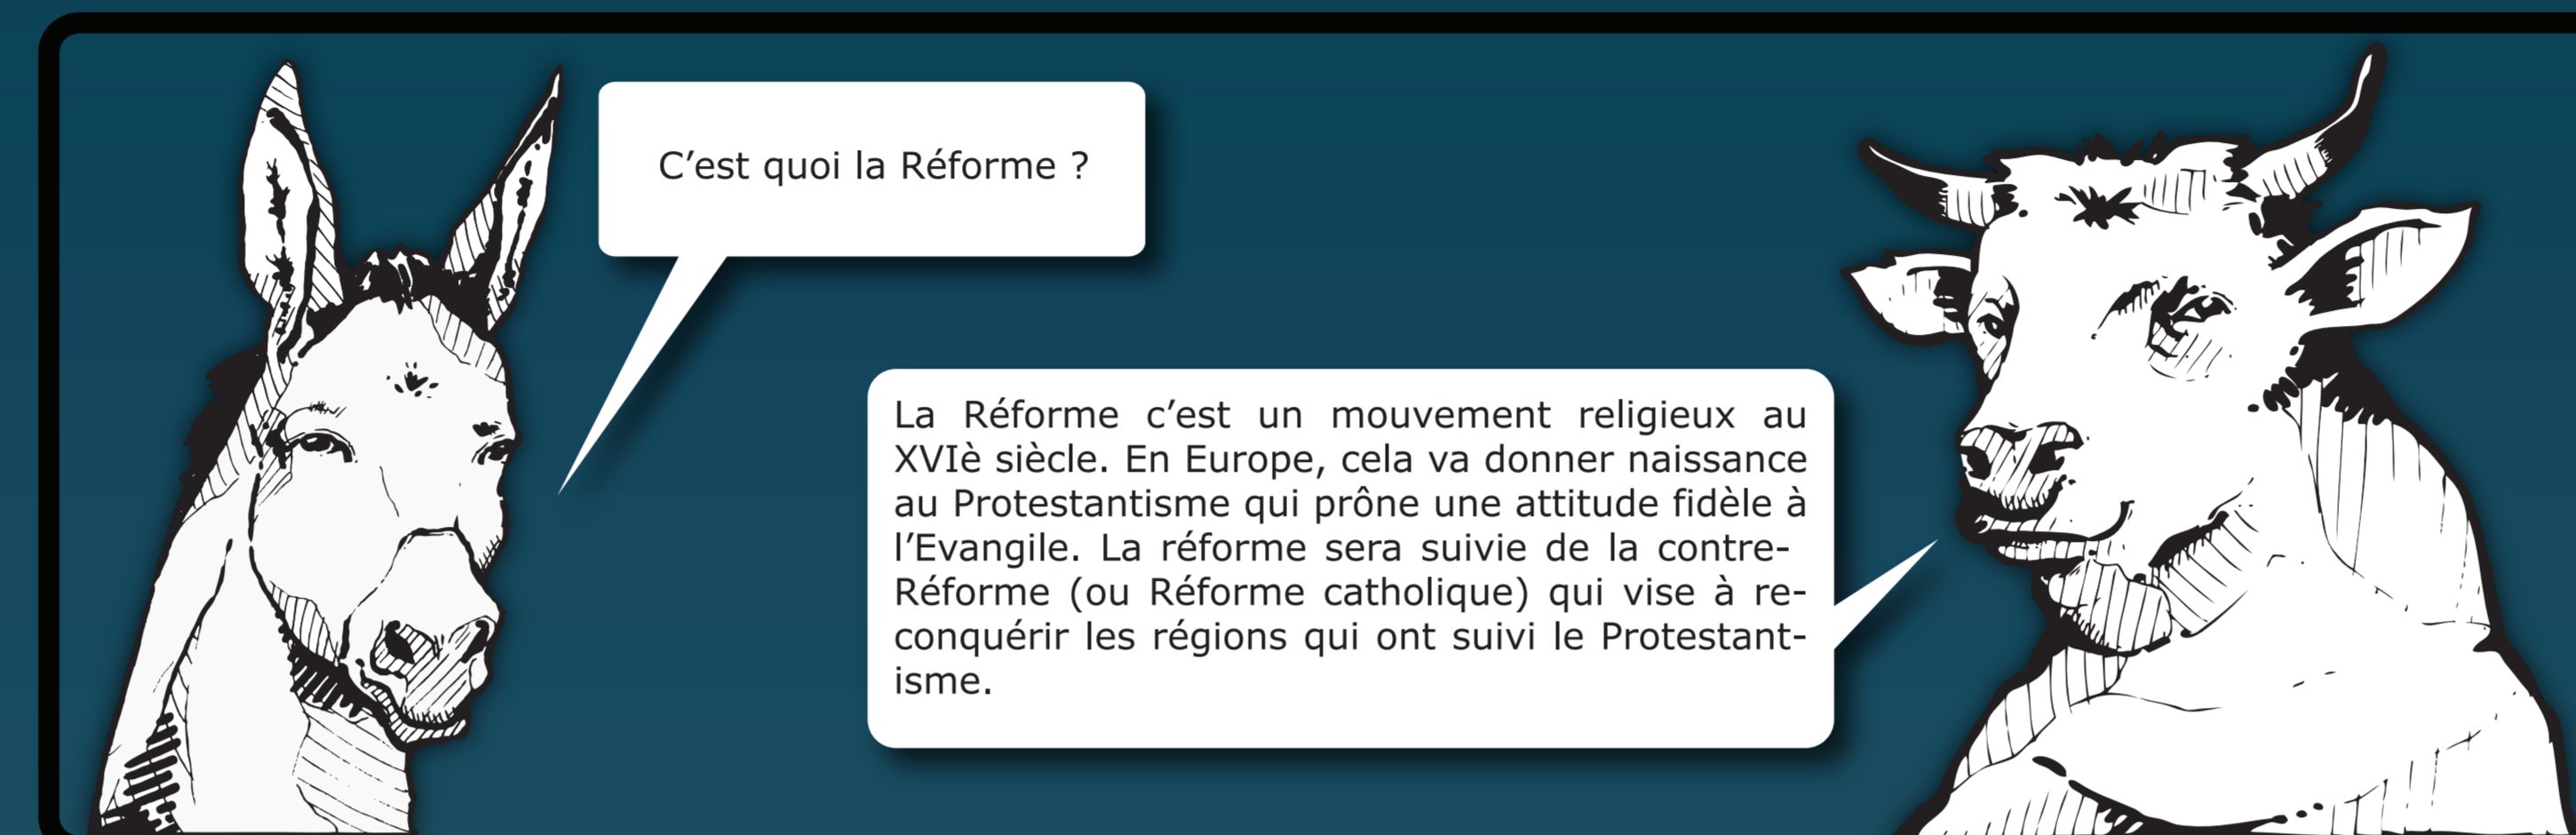 C’est quoi la Réforme ?
La Réforme c’est un mouvement religieux au
XVIè siècle. En Europe, cela va donner naissance
au Protestantisme qui prône une attitude fidèle à
l’Evangile. La réforme sera suivie de la contre-
Réforme (ou Réforme catholique) qui vise à re-
conquérir les régions qui ont suivi le Protestant-
isme.